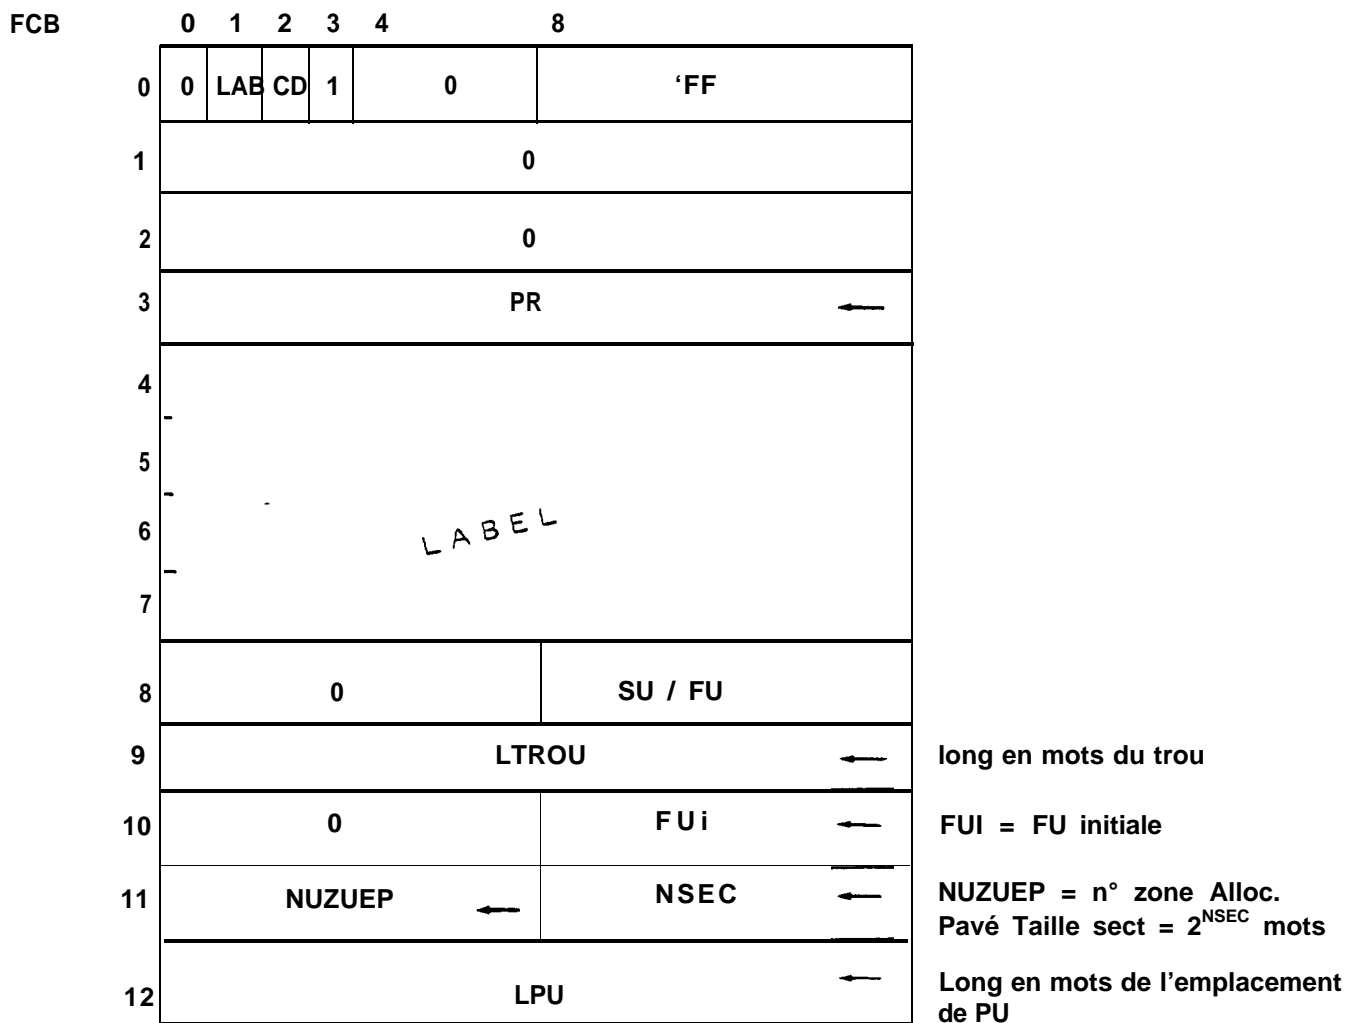 FCB 0 1 2 3 4 8
0 0 LAB CD 1 0 ‘FF
1 0
2 0
3 PR
4
5
6 LABEL
7
8 0 SU / FU
9 LTROU long en mots du trou
10 0 FUi FUI = FU initiale
11 NUZUEP NSEC NUZUEP = n° zone Alloc.
Pavé Taille sect = 2^NSEC mots
12 LPU Long en mots de l'emplacement
de PU